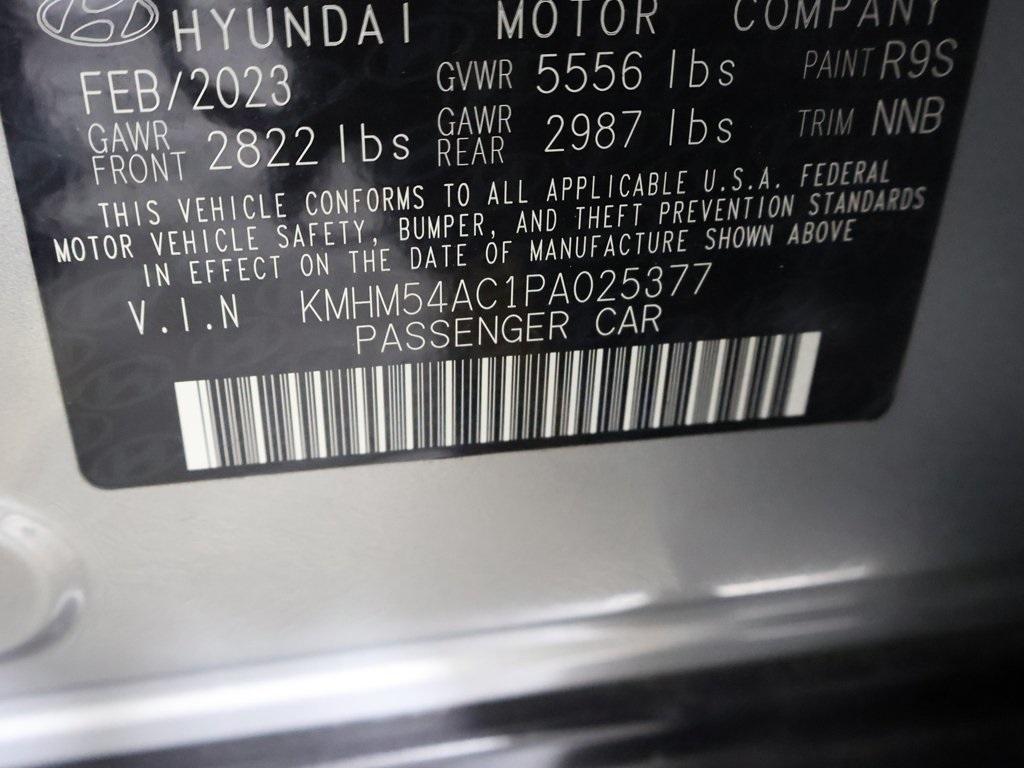 HYUNDAI MOTOR COMPANY
FEB/2023 GVWR 5556 lbs PAINT R9S
GAWR FRONT 2822 lbs GAWR REAR 2987 lbs TRIM NNB
THIS VEHICLE CONFORMS TO ALL APPLICABLE U.S.A. FEDERAL
MOTOR VEHICLE SAFETY, BUMPER, AND THEFT PREVENTION STANDARDS
IN EFFECT ON THE DATE OF MANUFACTURE SHOWN ABOVE
V.I.N KMHM54AC1PA025377
PASSENGER CAR